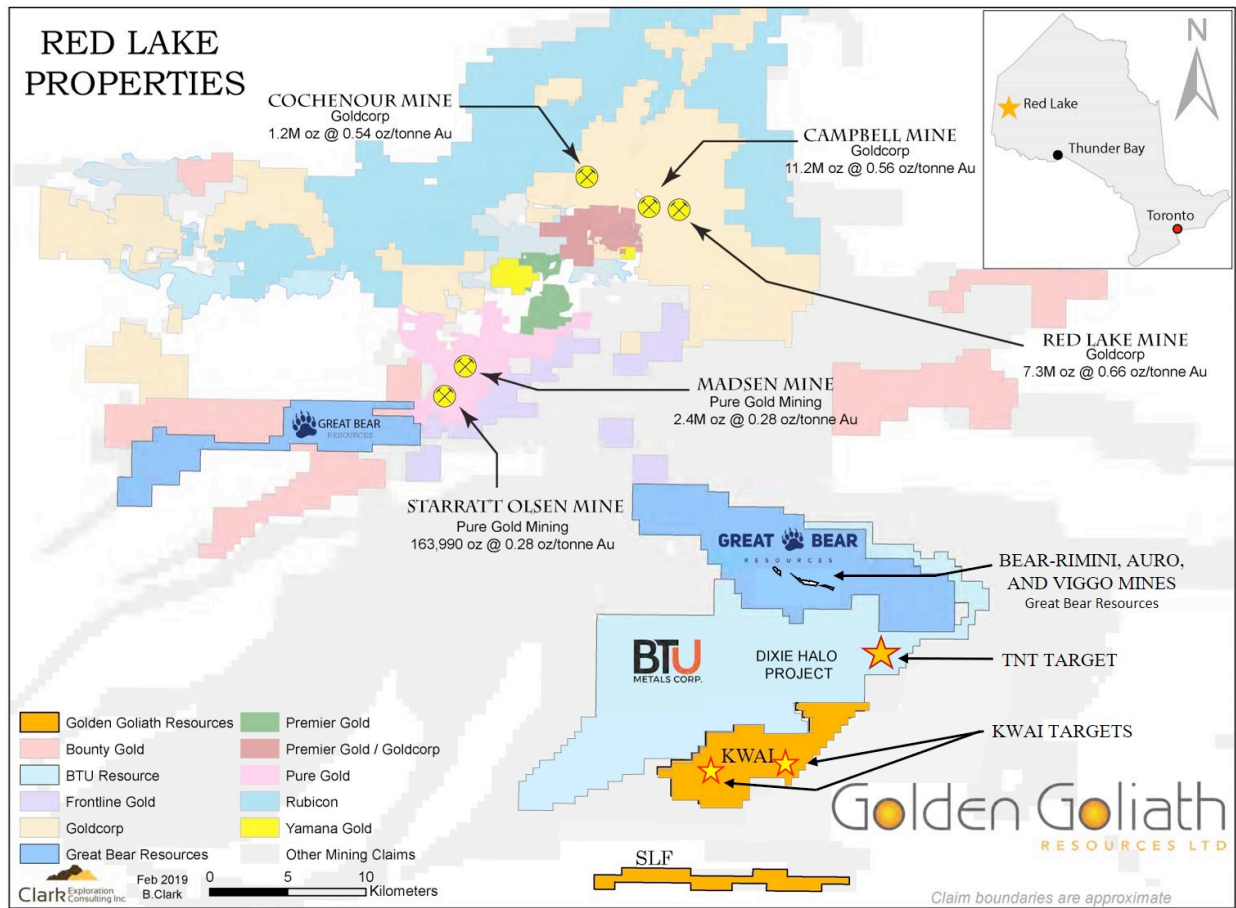 RED LAKE
PROPERTIES
COCHENOUR MINE
Goldcorp
1.2M oz @ 0.54 oz/tonne Au
CAMPBELL MINE
Goldcorp
11.2M oz @ 0.56 oz/tonne Au
N
Red Lake
Thunder Bay
Toronto
RED LAKE MINE
Goldcorp
7.3M oz @ 0.66 oz/tonne Au
MADSEN MINE
Pure Gold Mining
2.4M oz @ 0.28 oz/tonne Au
GREAT BEAR
RESOURCES
STARRATT OLSEN MINE
Pure Gold Mining
163,990 oz @ 0.28 oz/tonne Au
GREAT BEAR
RESOURCES
BEAR-RIMINI, AURO,
AND VIGGO MINES
Great Bear Resources
BTU
METALS CORP.
DIXIE HALO
PROJECT
TNT TARGET
KWAI
KWAI TARGETS
Golden Goliath Resources
Bounty Gold
BTU Resource
Frontline Gold
Goldcorp
Great Bear Resources
Premier Gold
Premier Gold / Goldcorp
Pure Gold
Rubicon
Yamana Gold
Other Mining Claims
Golden Goliath
RESOURCES LTD
SLF
Clark Exploration
Consulting Inc
Feb 2019
B.Clark
0 5 10
Kilometers
Claim boundaries are approximate